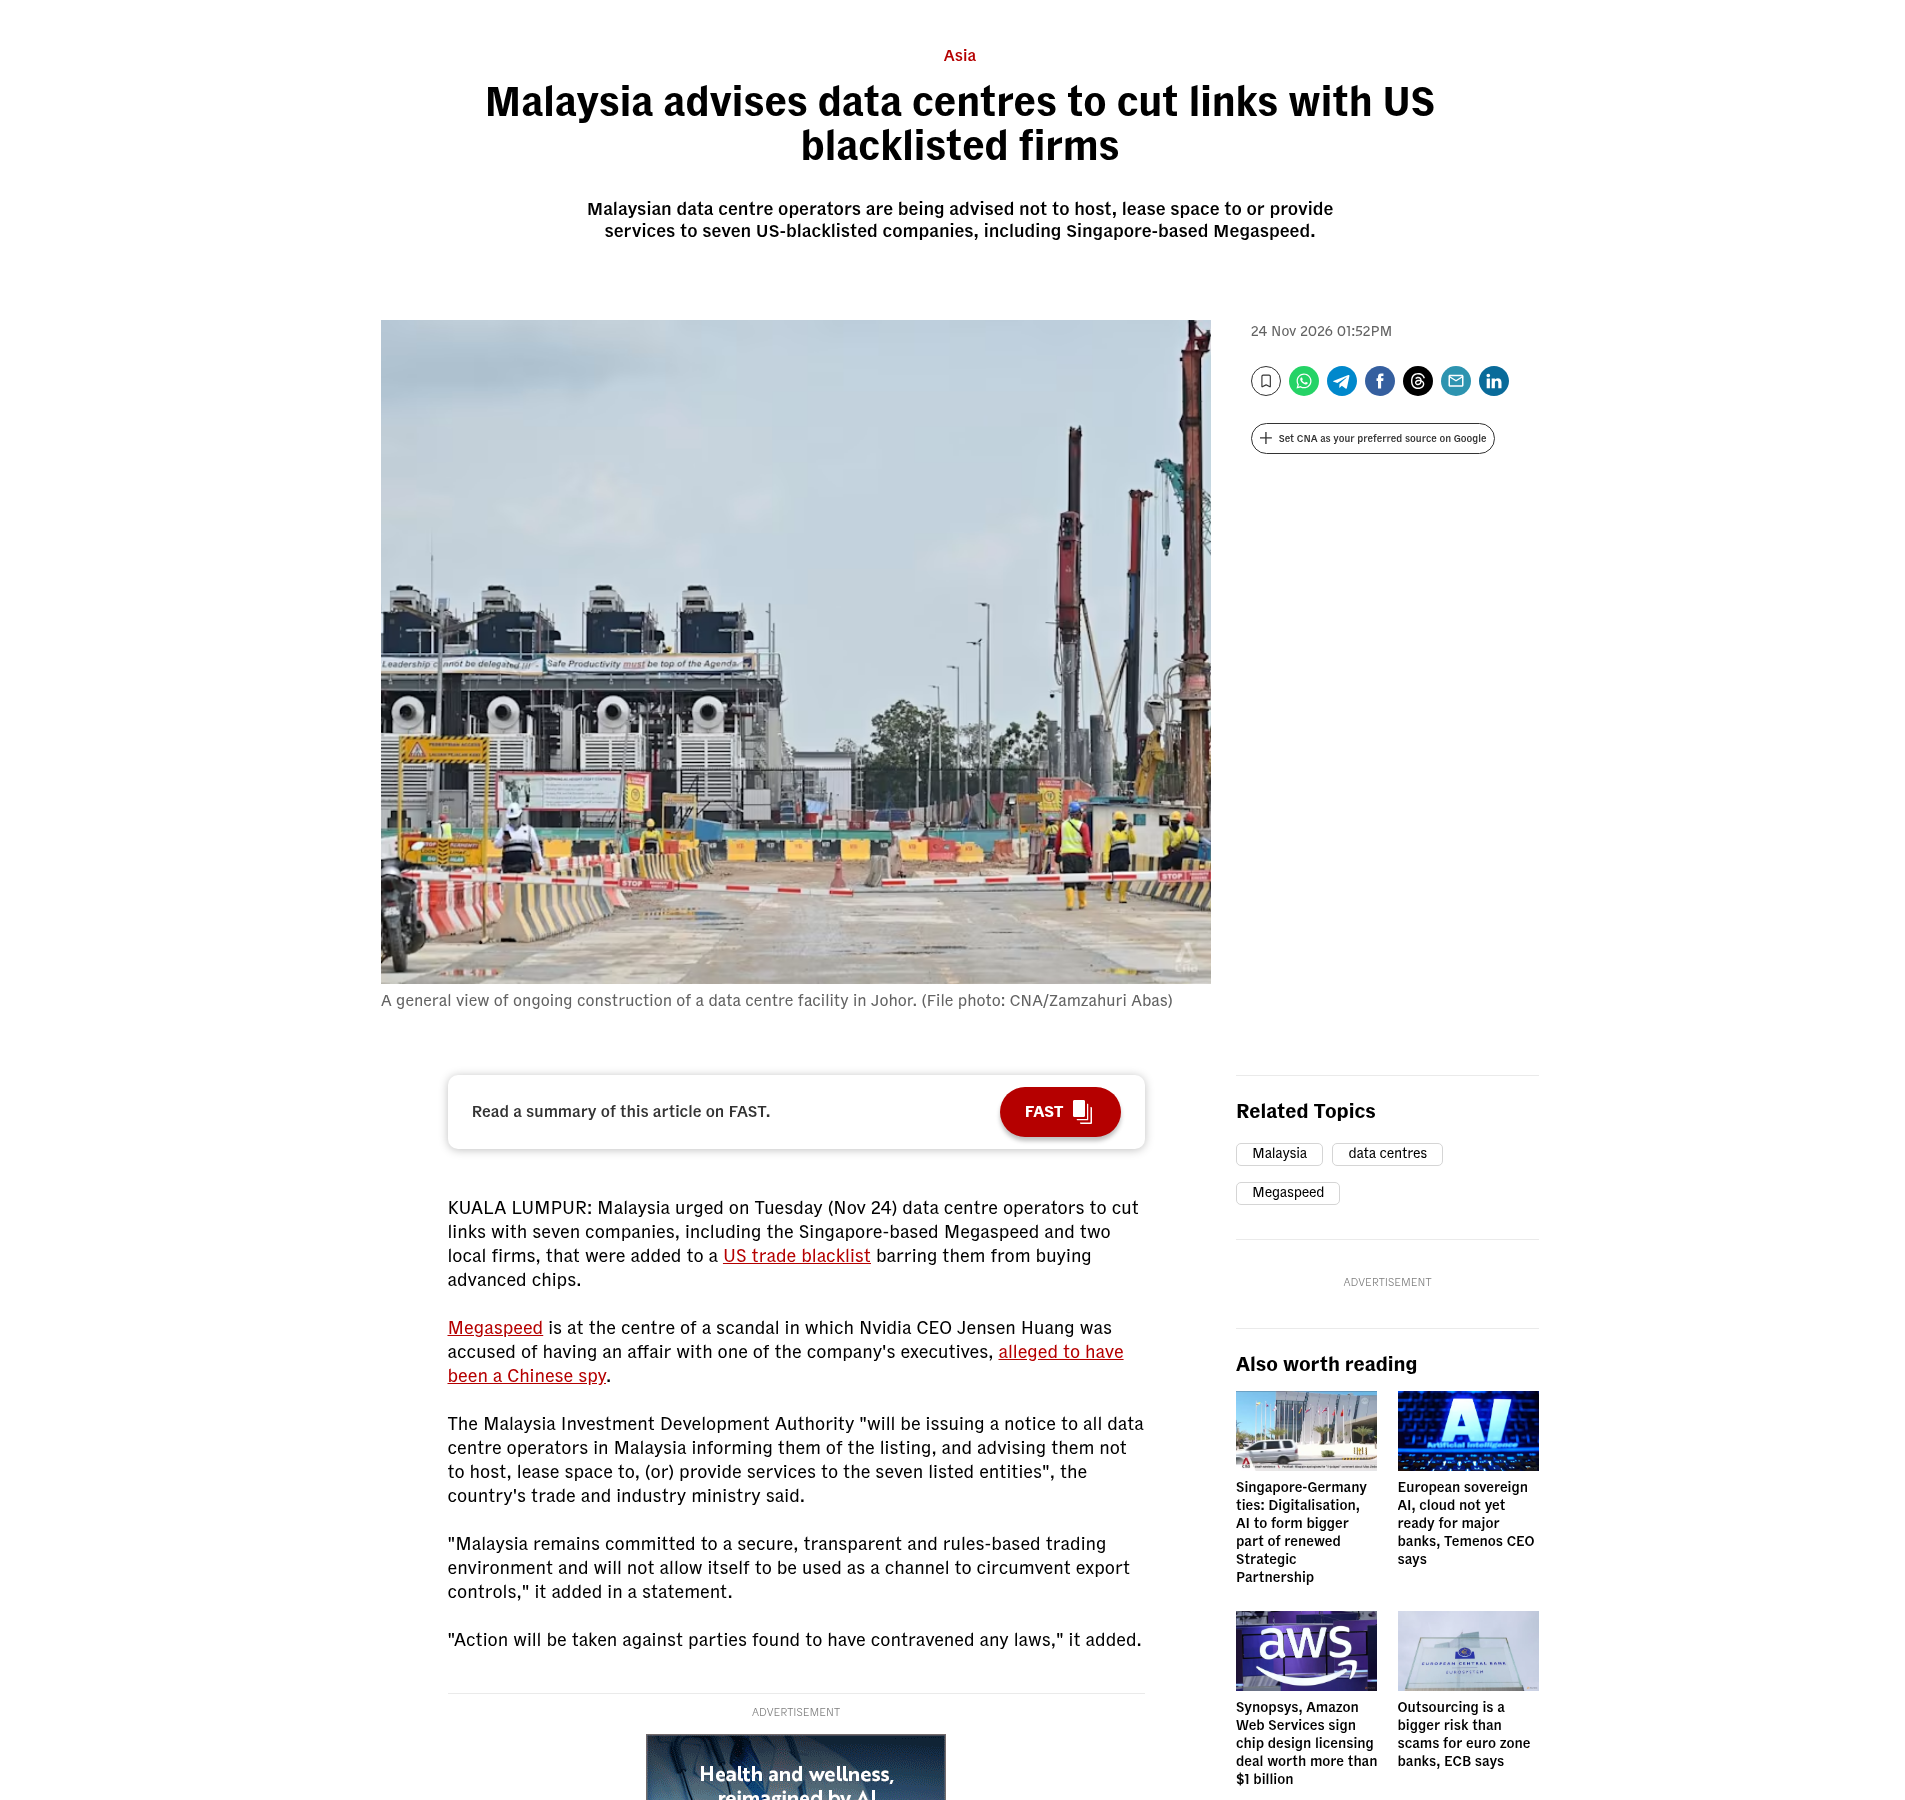 Asia
Malaysia advises data centres to cut links with US
blacklisted firms
Malaysian data centre operators are being advised not to host, lease space to or provide
services to seven US-blacklisted companies, including Singapore-based Megaspeed.
24 Nov 2026 01:52PM
Set CNA as your preferred source on Google
Safe Productivity must be top of the Agenda
PEDESTRIAN ACCESS
STOP
STOP
A general view of ongoing construction of a data centre facility in Johor. (File photo: CNA/Zamzahuri Abas)
Read a summary of this article on FAST.
FAST
KUALA LUMPUR: Malaysia urged on Tuesday (Nov 24) data centre operators to cut
links with seven companies, including the Singapore-based Megaspeed and two
local firms, that were added to a US trade blacklist barring them from buying
advanced chips.
Megaspeed is at the centre of a scandal in which Nvidia CEO Jensen Huang was
accused of having an affair with one of the company's executives, alleged to have
been a Chinese spy.
The Malaysia Investment Development Authority "will be issuing a notice to all data
centre operators in Malaysia informing them of the listing, and advising them not
to host, lease space to, (or) provide services to the seven listed entities", the
country's trade and industry ministry said.
"Malaysia remains committed to a secure, transparent and rules-based trading
environment and will not allow itself to be used as a channel to circumvent export
controls," it added in a statement.
"Action will be taken against parties found to have contravened any laws," it added.
ADVERTISEMENT
Health and wellness,
reimagined by AI
Related Topics
Malaysia
data centres
Megaspeed
ADVERTISEMENT
Also worth reading
Singapore-Germany
ties: Digitalisation,
AI to form bigger
part of renewed
Strategic
Partnership
AI
Artificial Intelligence
European sovereign
AI, cloud not yet
ready for major
banks, Temenos CEO
says
aws
Synopsys, Amazon
Web Services sign
chip design licensing
deal worth more than
$1 billion
EUROPEAN CENTRAL BANK
EUROSYSTEM
Outsourcing is a
bigger risk than
scams for euro zone
banks, ECB says